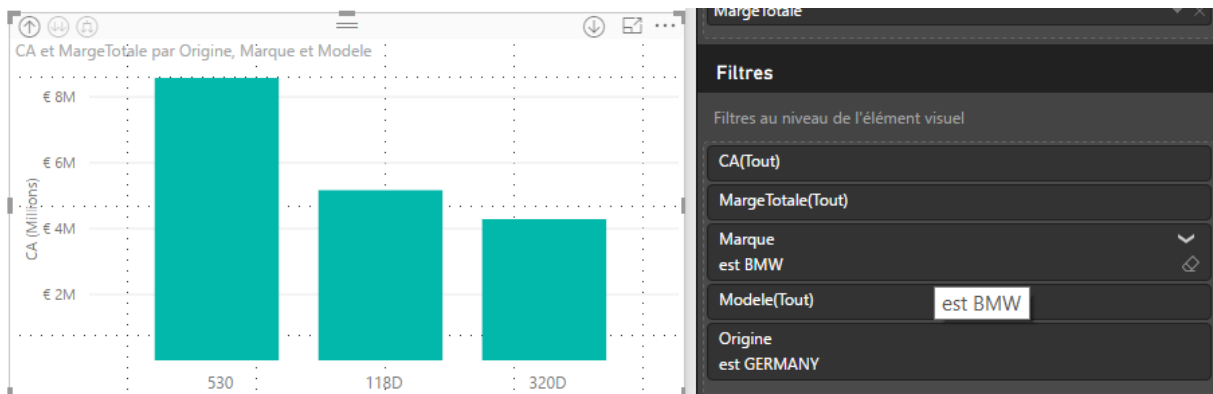 CA et MargeTotale par Origine, Marque et Modele
€ 8M
€ 6M
€ 4M
€ 2M
CA (Millions)
530
118D
320D
MargeTotale
Filtres
Filtres au niveau de l'élément visuel
CA(Tout)
MargeTotale(Tout)
Marque
est BMW
Modele(Tout)
est BMW
Origine
est GERMANY